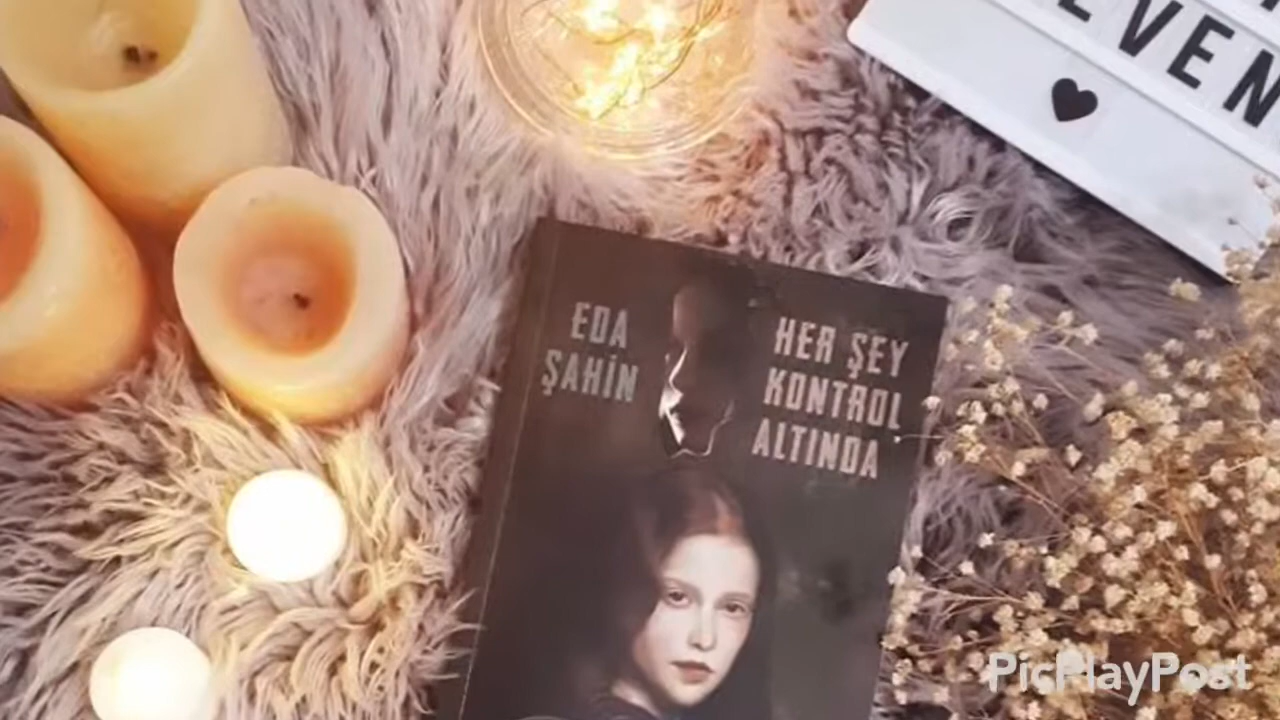 EVEN
EDA
ŞAHİN
HER ŞEY
KONTROL
ALTINDA
PicPlayPost